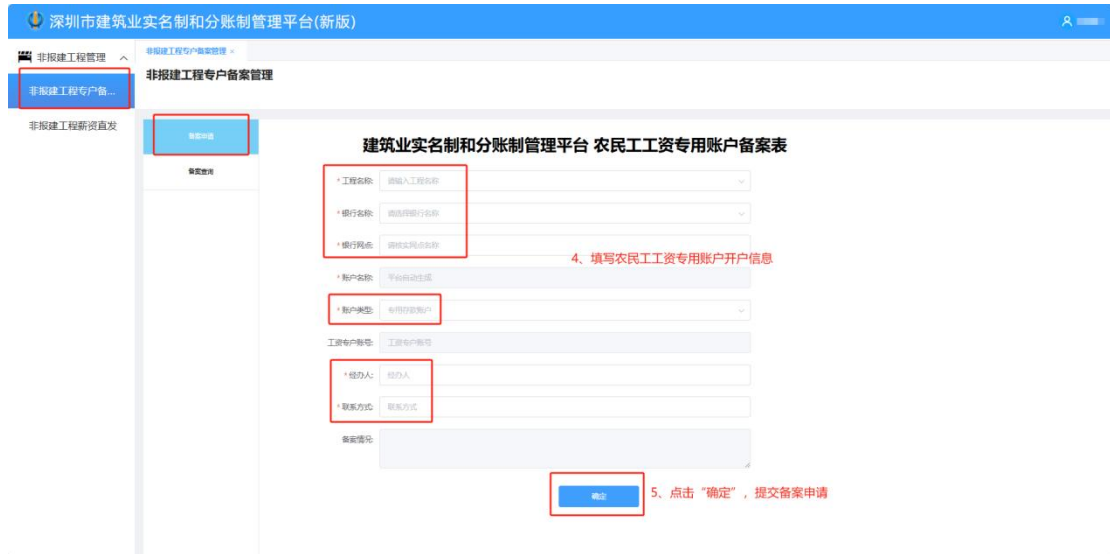 深圳市建筑业实名制和分账制管理平台(新版)
非报建工程管理
非报建工程专户备案管理 ×
非报建工程专户备案管理
非报建工程专户备...
非报建工程薪资直发
备案申请
备案查询
建筑业实名制和分账制管理平台 农民工工资专用账户备案表
* 工程名称: 请输入工程名称
* 银行名称: 请选择银行名称
* 银行网点: 请核实网点名称
4、填写农民工工资专用账户开户信息
* 账户名称: 平台自动生成
* 账户类型: 专用存款账户
工资专户账号: 工资专户账号
* 经办人: 经办人
* 联系方式: 联系方式
备案情况:
确定
5、点击“确定”, 提交备案申请